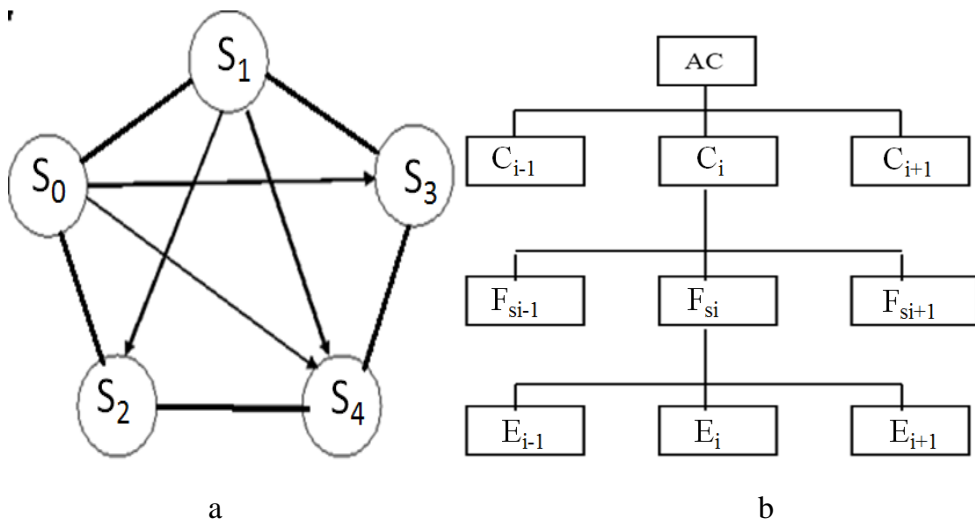 S₁
S₀
S₃
S₂
S₄
a
AC
Cᵢ₋₁ Cᵢ Cᵢ₊₁
Fₛᵢ₋₁ Fₛᵢ Fₛᵢ₊₁
Eᵢ₋₁ Eᵢ Eᵢ₊₁
b